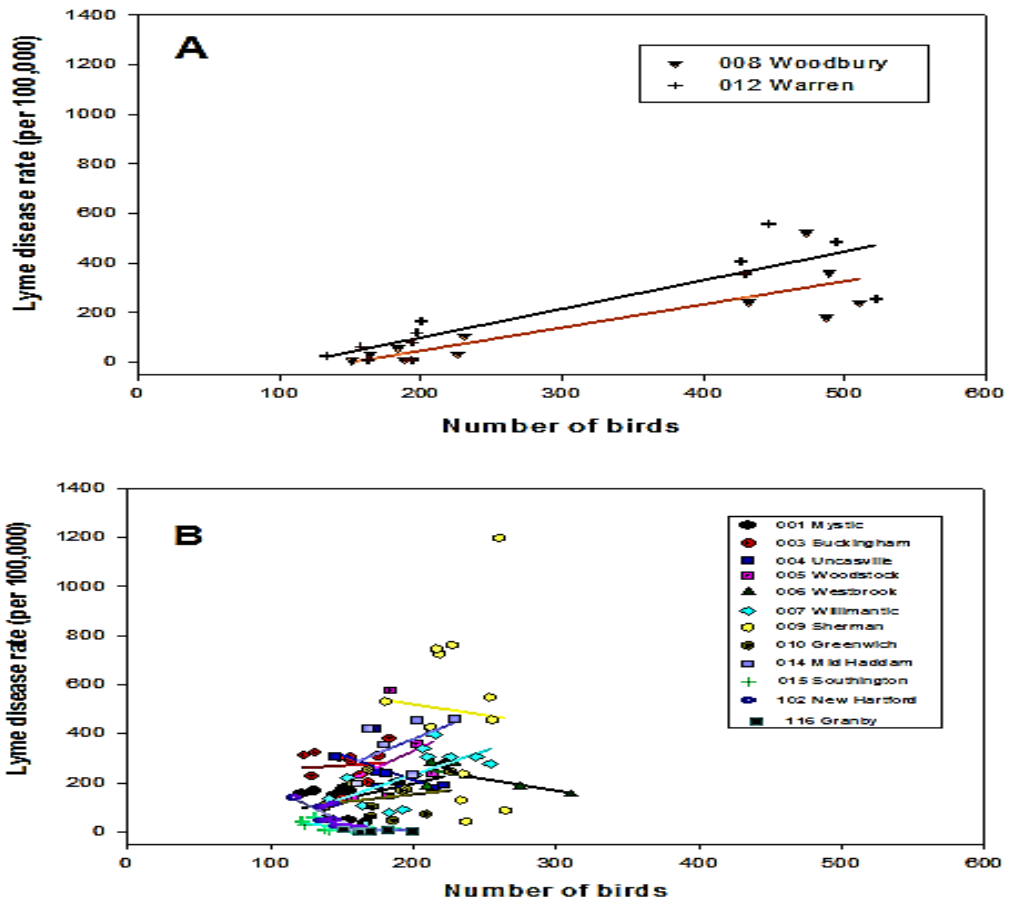 A
Lyme disease rate (per 100,000)
1400
1200
1000
800
600
400
200
0
008 Woodbury
012 Warren
0
100
200
300
400
500
600
Number of birds
B
Lyme disease rate (per 100,000)
1400
1200
1000
800
600
400
200
0
001 Mystic
003 Buckingham
004 Uncasville
005 Woodstock
006 Westbrook
007 Willimantic
009 Sherman
010 Greenwich
014 Mid Haddam
015 Southington
102 New Hartford
116 Granby
0
100
200
300
400
500
600
Number of birds